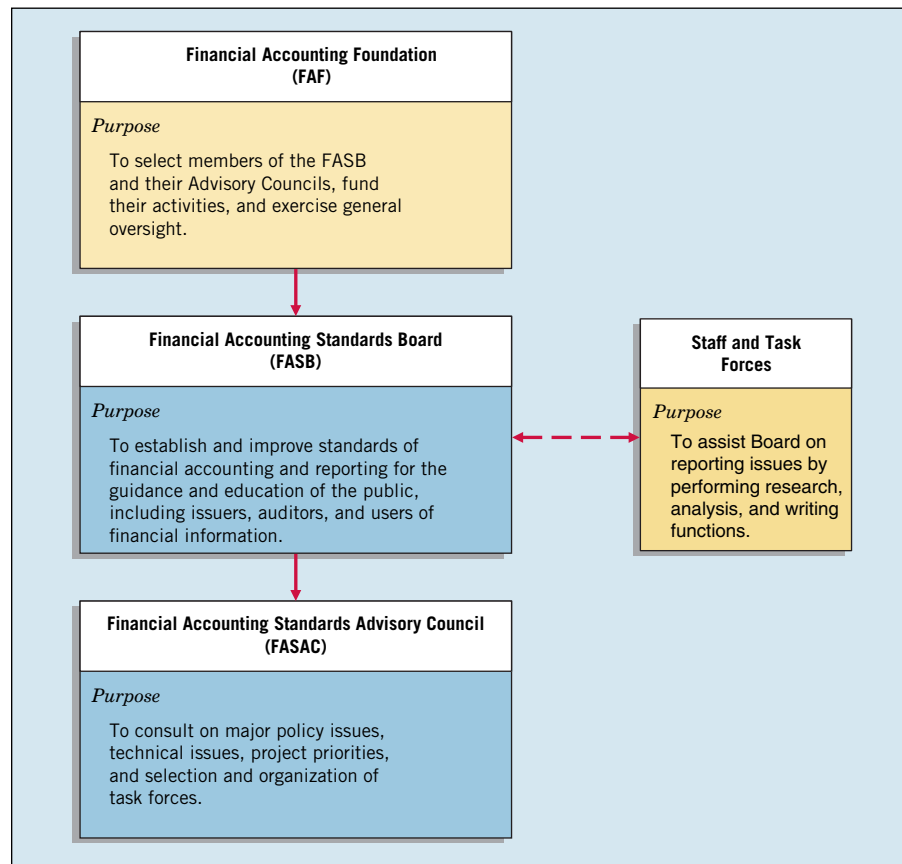 Financial Accounting Foundation
(FAF)
Purpose
To select members of the FASB
and their Advisory Councils, fund
their activities, and exercise general
oversight.
Financial Accounting Standards Board
(FASB)
Purpose
To establish and improve standards of
financial accounting and reporting for the
guidance and education of the public,
including issuers, auditors, and users of
financial information.
Staff and Task
Forces
Purpose
To assist Board on
reporting issues by
performing research,
analysis, and writing
functions.
Financial Accounting Standards Advisory Council
(FASAC)
Purpose
To consult on major policy issues,
technical issues, project priorities,
and selection and organization of
task forces.